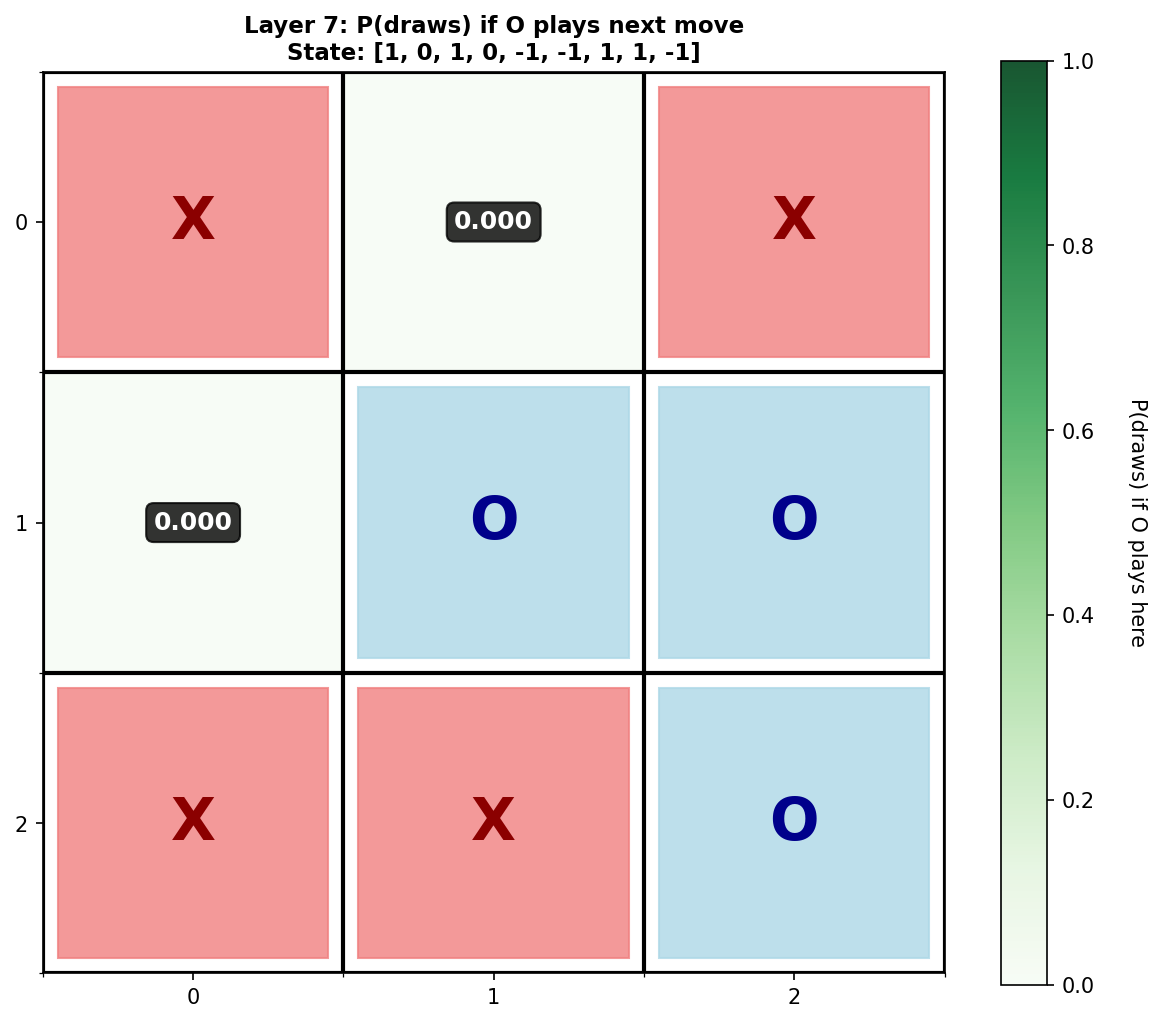 Layer 7: P(draws) if O plays next move
State: [1, 0, 1, 0, -1, -1, 1, 1, -1]
0
X
0.000
X
1
0.000
O
O
2
X
X
O
0
1
2
1.0
0.8
0.6
0.4
0.2
0.0
P(draws) if O plays here